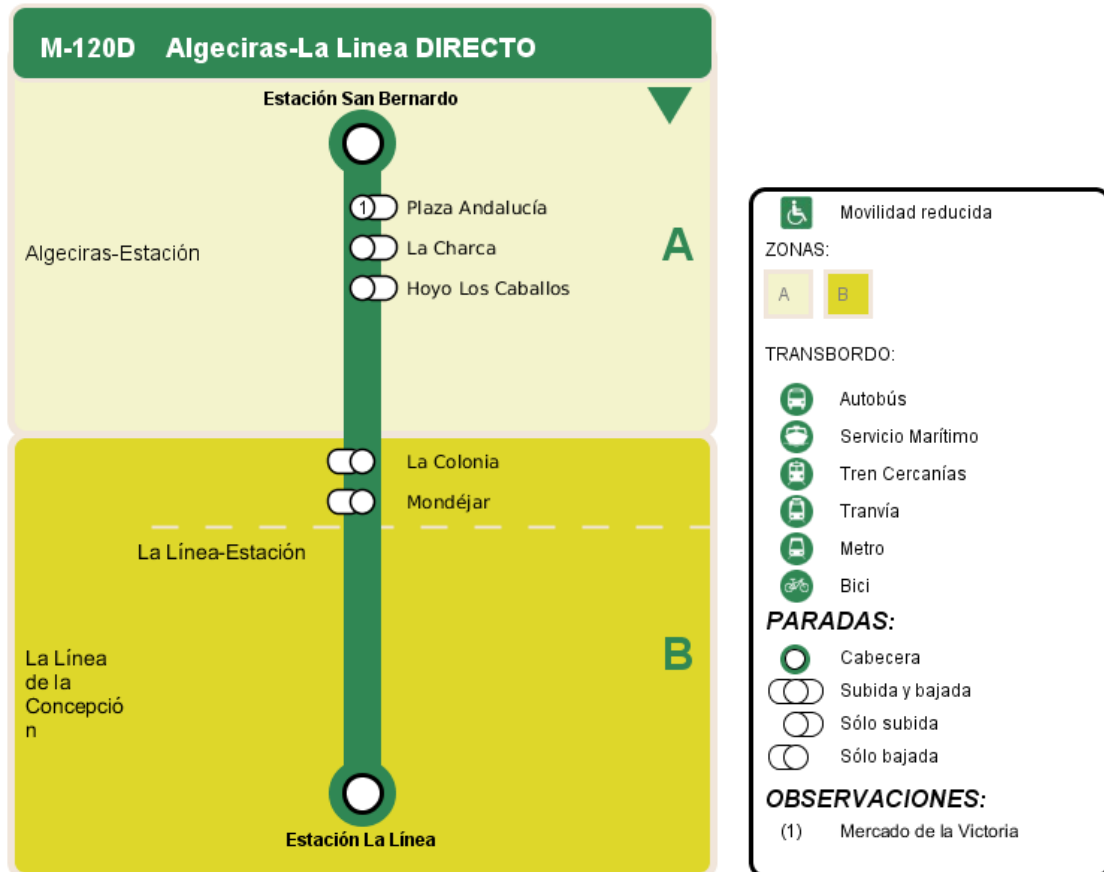 M-120D Algeciras-La Linea DIRECTO
Estación San Bernardo
1 Plaza Andalucía
La Charca
Hoyo Los Caballos
Algeciras-Estación
A
La Colonia
Mondéjar
La Línea-Estación
B
La Línea
de la
Concepció
n
Estación La Línea
Movilidad reducida
ZONAS:
A B
TRANSBORDO:
Autobús
Servicio Marítimo
Tren Cercanías
Tranvía
Metro
Bici
PARADAS:
Cabecera
Subida y bajada
Sólo subida
Sólo bajada
OBSERVACIONES:
(1) Mercado de la Victoria